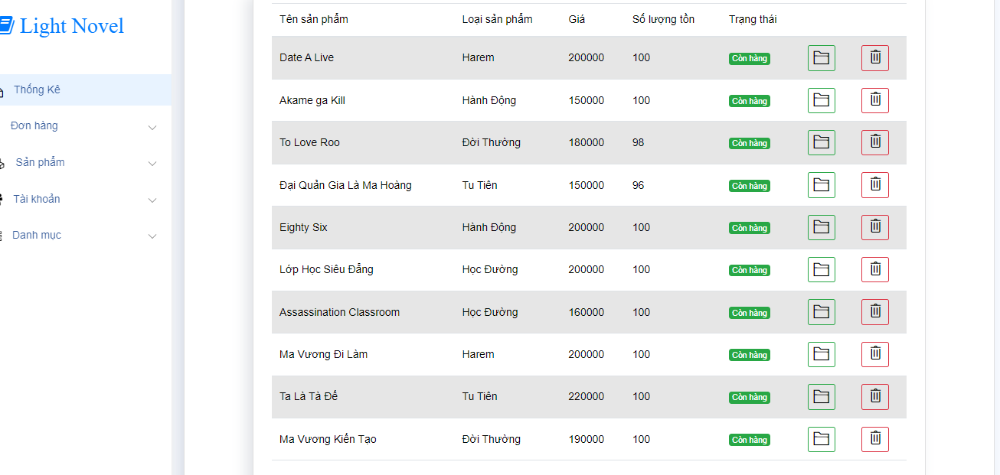 Light Novel
Thống Kê
Đơn hàng
Sản phẩm
Tài khoản
Danh mục
Tên sản phẩm Loại sản phẩm Giá Số lượng tồn Trạng thái
Date A Live Harem 200000 100 Còn hàng
Akame ga Kill Hành Động 150000 100 Còn hàng
To Love Roo Đời Thường 180000 98 Còn hàng
Đại Quản Gia Là Ma Hoàng Tu Tiên 150000 96 Còn hàng
Eighty Six Hành Động 200000 100 Còn hàng
Lớp Học Siêu Đẳng Học Đường 200000 100 Còn hàng
Assassination Classroom Học Đường 160000 100 Còn hàng
Ma Vương Đi Làm Harem 200000 100 Còn hàng
Ta Là Tà Đế Tu Tiên 220000 100 Còn hàng
Ma Vương Kiến Tạo Đời Thường 190000 100 Còn hàng